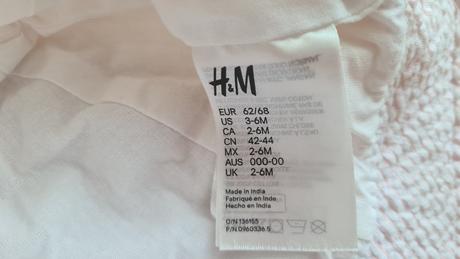 H&M
EUR 62/68
US 3-6M
CA 2-6M
CN 42-44
MX 2-6M
AUS 000-00
UK 2-6M
Made in India
Fabriqué en Inde
Hecho en India
O/N 136155
P/N 0960336.5